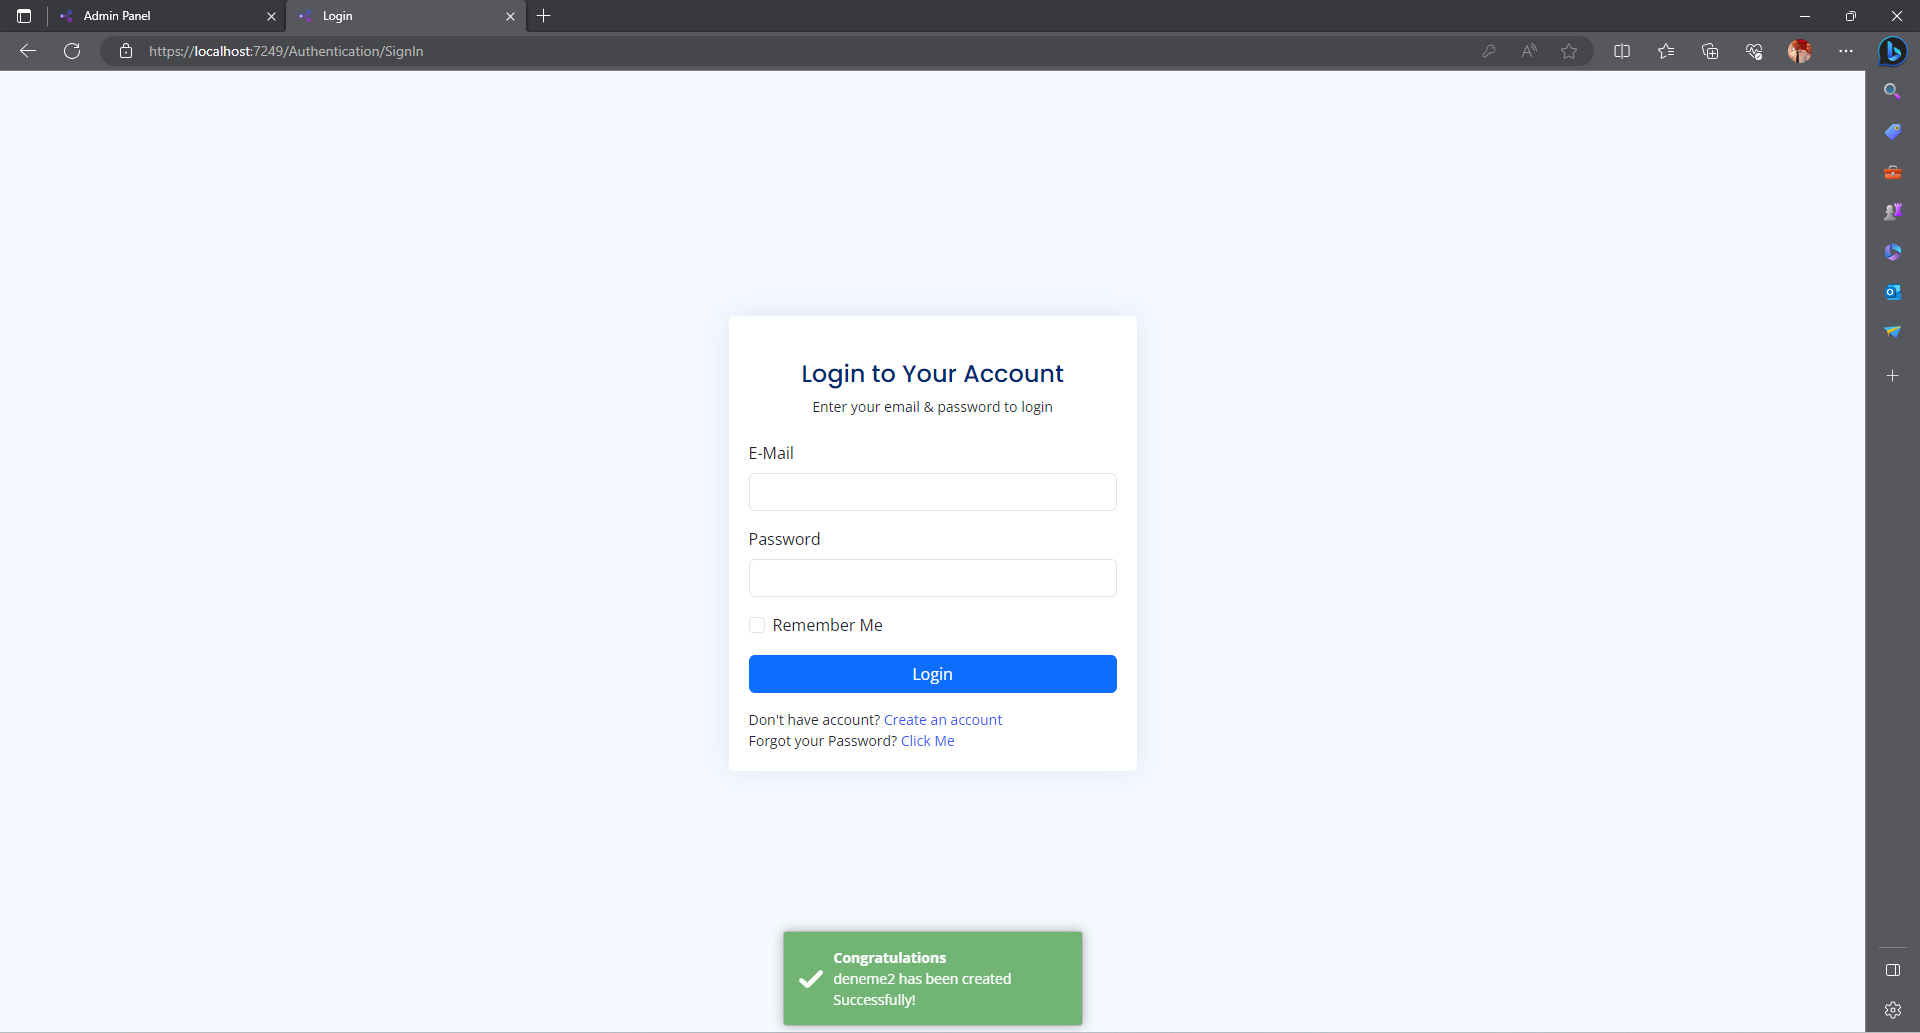 Admin Panel
Login
https://localhost:7249/Authentication/SignIn
Login to Your Account
Enter your email & password to login
E-Mail
Password
Remember Me
Login
Don't have account? Create an account
Forgot your Password? Click Me
Congratulations
deneme2 has been created
Successfully!